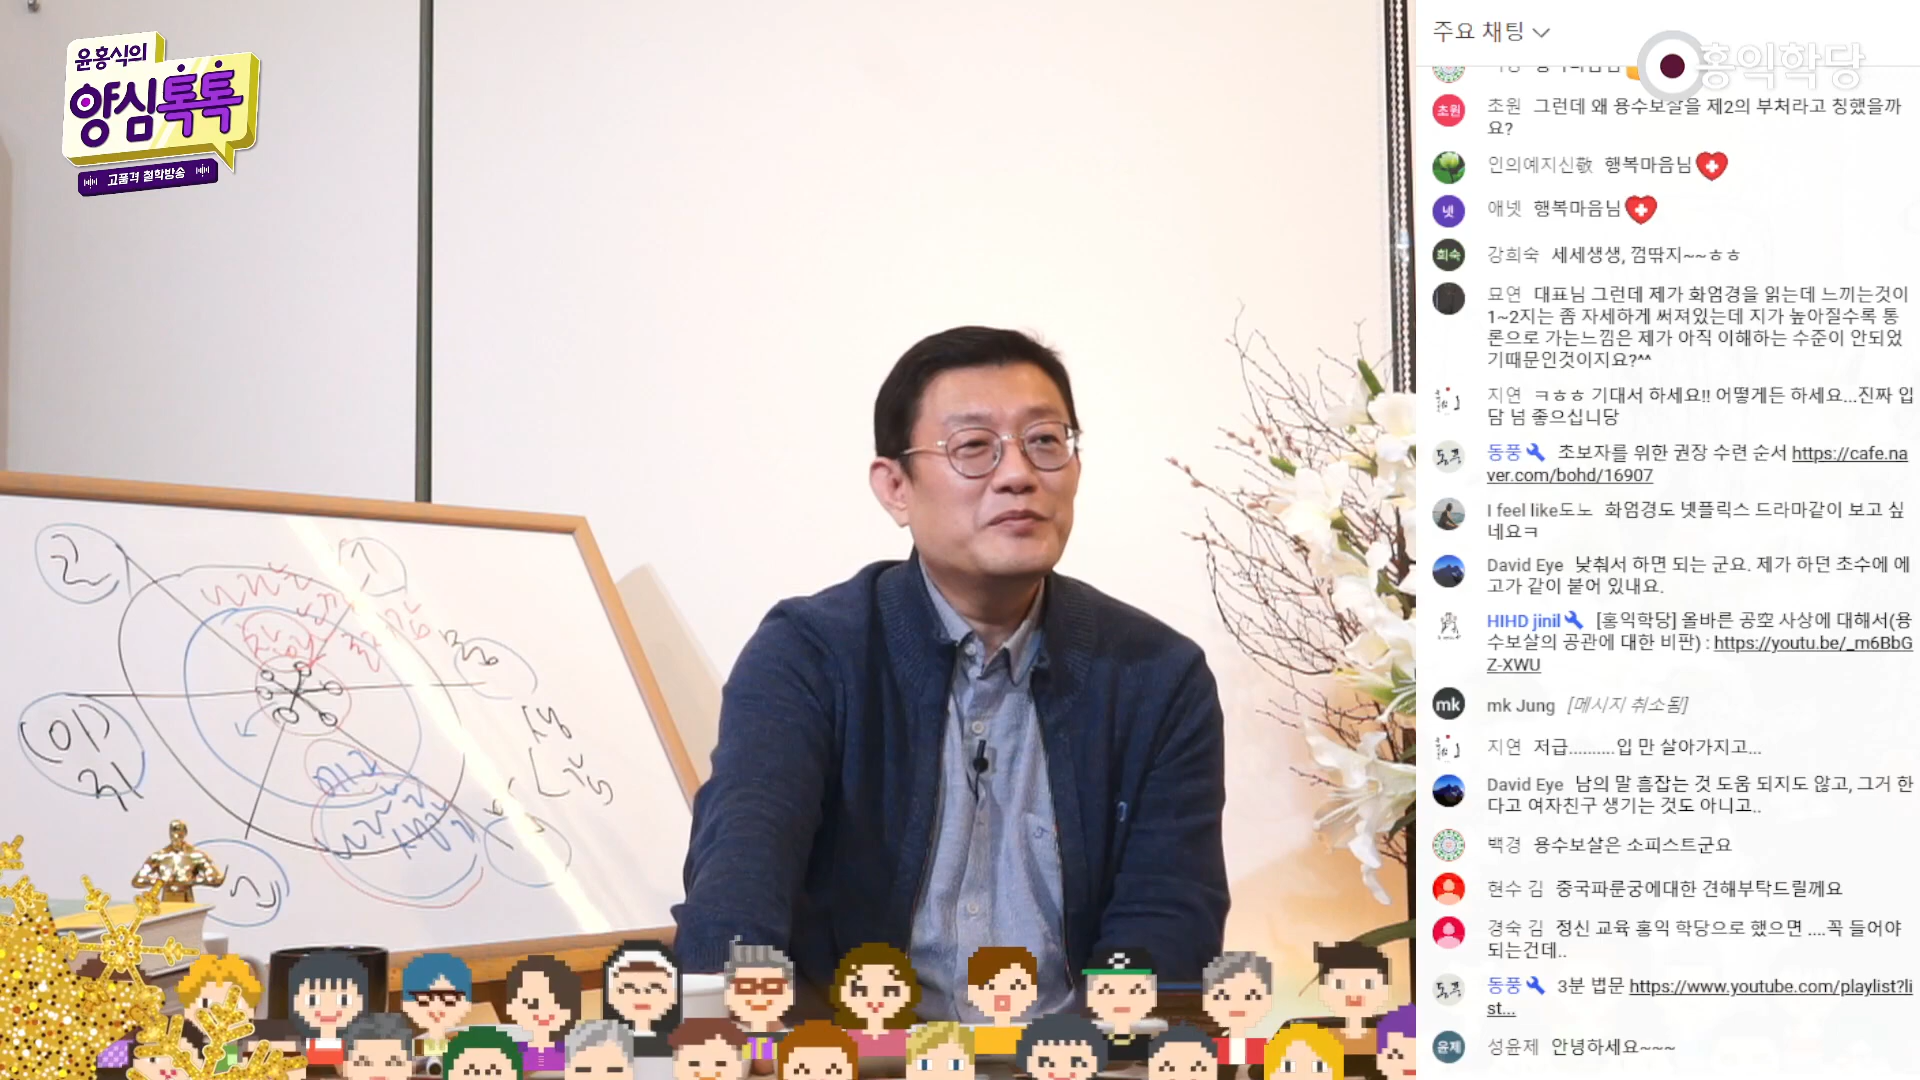 윤홍식의
양심톡톡
고품격 철학방송
주요 채팅
홍익학당
초원 그런데 왜 용수보살을 제2의 부처라고 칭했을까
요?
인의예지신敬 행복마음님
넷 애넷 행복마음님
희숙 강희숙 세세생생, 껌딱지~~ㅎㅎ
묘연 대표님 그런데 제가 화엄경을 읽는데 느끼는것이
1~2지는 좀 자세하게 써져있는데 지가 높아질수록 통
론으로 가는느낌은 제가 아직 이해하는 수준이 안되었
기때문인것이지요?^^
지연 ㅋㅎㅎ 기대서 하세요!! 어떻게든 하세요...진짜 입
담 넘 좋으십니당
동풍 초보자를 위한 권장 수련 순서 https://cafe.na
ver.com/bohd/16907
I feel like도노 화엄경도 넷플릭스 드라마같이 보고 싶
네요ㅋ
David Eye 낮춰서 하면 되는 군요. 제가 하던 초수에 에
고가 같이 붙어 있내요.
HIHD jinil [홍익학당] 올바른 공空 사상에 대해서(용
수보살의 공관에 대한 비판) : https://youtu.be/_m6BbG
Z-XWU
mk mk Jung [메시지 취소됨]
지연 저급..........입 만 살아가지고...
David Eye 남의 말 흠잡는 것 도움 되지도 않고, 그거 한
다고 여자친구 생기는 것도 아니고..
백경 용수보살은 소피스트군요
현수 김 중국파룬궁에대한 견해부탁드릴께요
경숙 김 정신 교육 홍익 학당으로 했으면 ....꼭 들어야
되는건데..
동풍 3분 법문 https://www.youtube.com/playlist?li
st...
윤제 성윤제 안녕하세요~~~